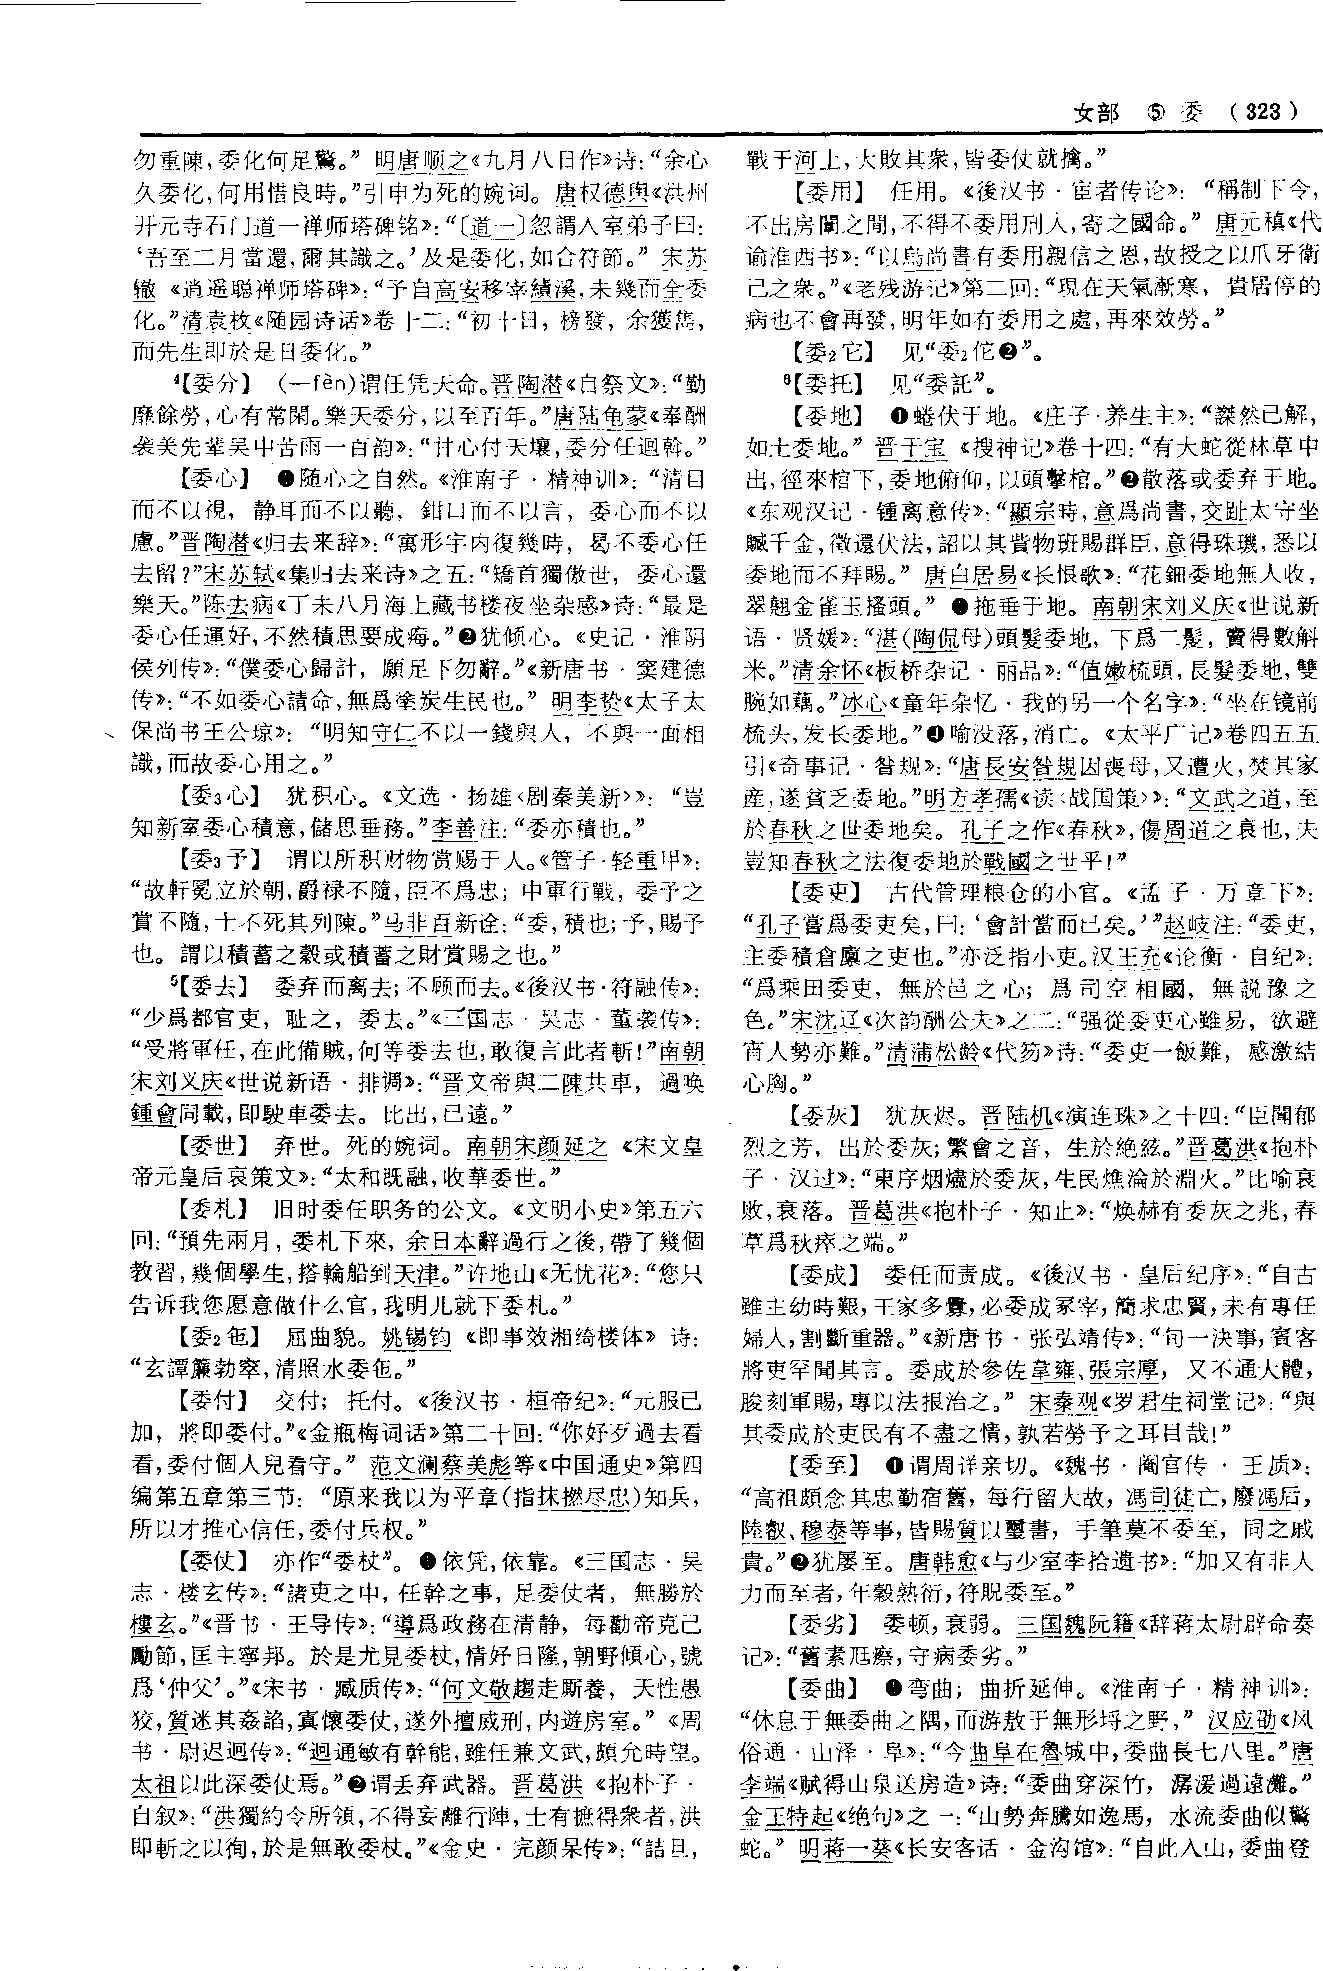 女部 ⑤ 委 (323)
勿重陳,委化何足驚。” 明唐顺之《九月八日作》诗:“余心
久委化,何用惜良時。”引申为死的婉词。唐权德舆《洪州
开元寺石门道一禅师塔碑铭》:“〔道一〕忽謂入室弟子曰:
‘吾至二月當還,爾其識之。’及是委化,如合符節。” 宋苏
辙《逍遥聪禅师塔碑》:“予自高安移宰績溪,未幾而全委
化。”清袁枚《随园诗话》卷十二:“初十日,榜發,余獲雋,
而先生即於是日委化。”
4【委分】 (—fèn)谓任凭天命。晋陶潜《自祭文》:“勤
靡餘勞,心有常閑。樂天委分,以至百年。”唐陆龟蒙《奉酬
袭美先辈吴中苦雨一百韵》:“甘心付天壤,委分任迴斡。”
【委心】 ❶随心之自然。《淮南子·精神训》:“清目
而不以視,静耳而不以聽,鉗口而不以言,委心而不以
慮。”晋陶潜《归去来辞》:“寓形宇内復幾時,曷不委心任
去留?”宋苏轼《集归去来诗》之五:“矯首獨傲世,委心還
樂天。”陈去病《丁未八月海上藏书楼夜坐杂感》诗:“最是
委心任運好,不然積思要成痗。”❷犹倾心。《史记·淮阴
侯列传》:“僕委心歸計,願足下勿辭。”《新唐书·窦建德
传》:“不如委心請命,無爲塗炭生民也。” 明李贽《太子太
保尚书王公琼》:“明知守仁不以一錢與人,不與一面相
識,而故委心用之。”
【委3心】 犹积心。《文选·扬雄〈剧秦美新〉》:“豈
知新室委心積意,儲思垂務。”李善注:“委亦積也。”
【委3予】 谓以所积财物赏赐于人。《管子·轻重甲》:
“故軒冕立於朝,爵禄不隨,臣不爲忠;中軍行戰,委予之
賞不隨,士不死其列陳。”马非百新诠:“委,積也;予,賜予
也。謂以積蓄之穀或積蓄之財賞賜之也。”
5【委去】 委弃而离去;不顾而去。《後汉书·符融传》:
“少爲都官吏,耻之,委去。”《三国志·吴志·董袭传》:
“受將軍任,在此備賊,何等委去也,敢復言此者斬!”南朝
宋刘义庆《世说新语·排调》:“晋文帝與二陳共車,過唤
鍾會同載,即駛車委去。比出,已遠。”
【委世】 弃世。死的婉词。南朝宋颜延之《宋文皇
帝元皇后哀策文》:“太和既融,收華委世。”
【委札】 旧时委任职务的公文。《文明小史》第五六
回:“預先兩月,委札下來,余日本辭過行之後,帶了幾個
教習,幾個學生,搭輪船到天津。”许地山《无忧花》:“您只
告诉我您愿意做什么官,我明儿就下委札。”
【委2佨】 屈曲貌。姚锡钧《即事效湘绮楼体》诗:
“玄譚簾勃窣,清照水委佨。”
【委付】 交付;托付。《後汉书·桓帝纪》:“元服已
加,將即委付。”《金瓶梅词话》第二十回:“你好歹過去看
看,委付個人兒看守。” 范文澜蔡美彪等《中国通史》第四
编第五章第三节:“原来我以为平章(指抹撚尽忠)知兵,
所以才推心信任,委付兵权。”
【委仗】 亦作“委杖”。❶依凭,依靠。《三国志·吴
志·楼玄传》:“諸吏之中,任幹之事,足委仗者,無勝於
樓玄。”《晋书·王导传》:“導爲政務在清静,每勸帝克己
勵節,匡主寧邦。於是尤見委杖,情好日隆,朝野傾心,號
爲‘仲父’。”《宋书·臧质传》:“何文敬趨走厮養,天性愚
狡,質迷其姦諂,寘懷委仗,遂外擅威刑,内遊房室。”《周
书·尉迟迥传》:“迥通敏有幹能,雖任兼文武,頗允時望。
太祖以此深委仗焉。”❷谓丢弃武器。晋葛洪《抱朴子·
自叙》:“洪獨約令所領,不得妄離行陣,士有摭得衆者,洪
即斬之以徇,於是無敢委杖。”《金史·完颜杲传》:“詰旦,
戰于河上,大敗其衆,皆委仗就擒。”
【委用】 任用。《後汉书·宦者传论》:“稱制下令,
不出房闈之間,不得不委用刑人,寄之國命。” 唐元稹《代
谕淮西书》:“以烏尚書有委用親信之恩,故授之以爪牙衛
己之衆。”《老残游记》第二回:“現在天氣漸寒,貴居停的
病也不會再發,明年如有委用之處,再來效勞。”
【委2它】 见“委2佗❷”。
8【委托】 见“委託”。
【委地】 ❶蜷伏于地。《庄子·养生主》:“謋然已解,
如土委地。” 晋干宝《搜神记》卷十四:“有大蛇從林草中
出,徑來棺下,委地俯仰,以頭擊棺。”❷散落或委弃于地。
《东观汉记·锺离意传》:“顯宗時,意爲尚書,交趾太守坐
贓千金,徵還伏法,詔以其貲物班賜群臣,意得珠璣,悉以
委地而不拜賜。” 唐白居易《长恨歌》:“花鈿委地無人收,
翠翹金雀玉搔頭。” ❸拖垂于地。南朝宋刘义庆《世说新
语·贤媛》:“湛(陶侃母)頭髮委地,下爲二髲,賣得數斛
米。”清余怀《板桥杂记·丽品》:“值嫩梳頭,長髮委地,雙
腕如藕。”冰心《童年杂忆·我的另一个名字》:“坐在镜前
梳头,发长委地。”❹喻没落,消亡。《太平广记》卷四五五
引《奇事记·昝规》:“唐長安昝規因喪母,又遭火,焚其家
産,遂貧乏委地。”明方孝孺《读〈战国策〉》:“文武之道,至
於春秋之世委地矣。孔子之作《春秋》,傷周道之衰也,夫
豈知春秋之法復委地於戰國之世乎!”
【委吏】 古代管理粮仓的小官。《孟子·万章下》:
“孔子嘗爲委吏矣,曰:‘會計當而已矣。’”赵岐注:“委吏,
主委積倉廩之吏也。”亦泛指小吏。汉王充《论衡·自纪》:
“爲乘田委吏,無於邑之心;爲司空相國,無説豫之
色。”宋沈辽《次韵酬公夫》之二:“强從委吏心雖易,欲避
宵人勢亦難。”清蒲松龄《代笏》诗:“委吏一飯難,感激結
心胸。”
【委灰】 犹灰烬。晋陆机《演连珠》之十四:“臣聞郁
烈之芳,出於委灰;繁會之音,生於絶絃。”晋葛洪《抱朴
子·汉过》:“東序烟燼於委灰,生民燋淪於淵火。”比喻衰
败,衰落。晋葛洪《抱朴子·知止》:“焕赫有委灰之兆,春
草爲秋瘁之端。”
【委成】 委任而责成。《後汉书·皇后纪序》:“自古
雖主幼時艱,王家多釁,必委成冢宰,簡求忠賢,未有專任
婦人,割斷重器。”《新唐书·张弘靖传》:“旬一决事,賓客
將吏罕聞其言。委成於參佐韋雍、張宗厚,又不通大體,
朘刻軍賜,專以法报治之。” 宋秦观《罗君生祠堂记》:“與
其委成於吏民有不盡之情,孰若勞予之耳目哉!”
【委至】 ❶谓周详亲切。《魏书·阉官传·王质》:
“高祖頗念其忠勤宿舊,每行留大故,馮司徒亡,廢馮后,
陸叡、穆泰等事,皆賜質以璽書,手筆莫不委至,同之戚
貴。”❷犹屡至。唐韩愈《与少室李拾遗书》:“加又有非人
力而至者,年穀熟衍,符貺委至。”
【委劣】 委顿,衰弱。三国魏阮籍《辞蒋太尉辟命奏
记》:“舊素尫瘵,守病委劣。”
【委曲】 ❶弯曲;曲折延伸。《淮南子·精神训》:
“休息于無委曲之隅,而游敖于無形埒之野,” 汉应劭《风
俗通·山泽·阜》:“今曲阜在魯城中,委曲長七八里。”唐
李端《赋得山泉送房造》诗:“委曲穿深竹,潺湲過遠灘。”
金王特起《绝句》之一:“山勢奔騰如逸馬,水流委曲似驚
蛇。” 明蒋一葵《长安客话·金沟馆》:“自此入山,委曲登